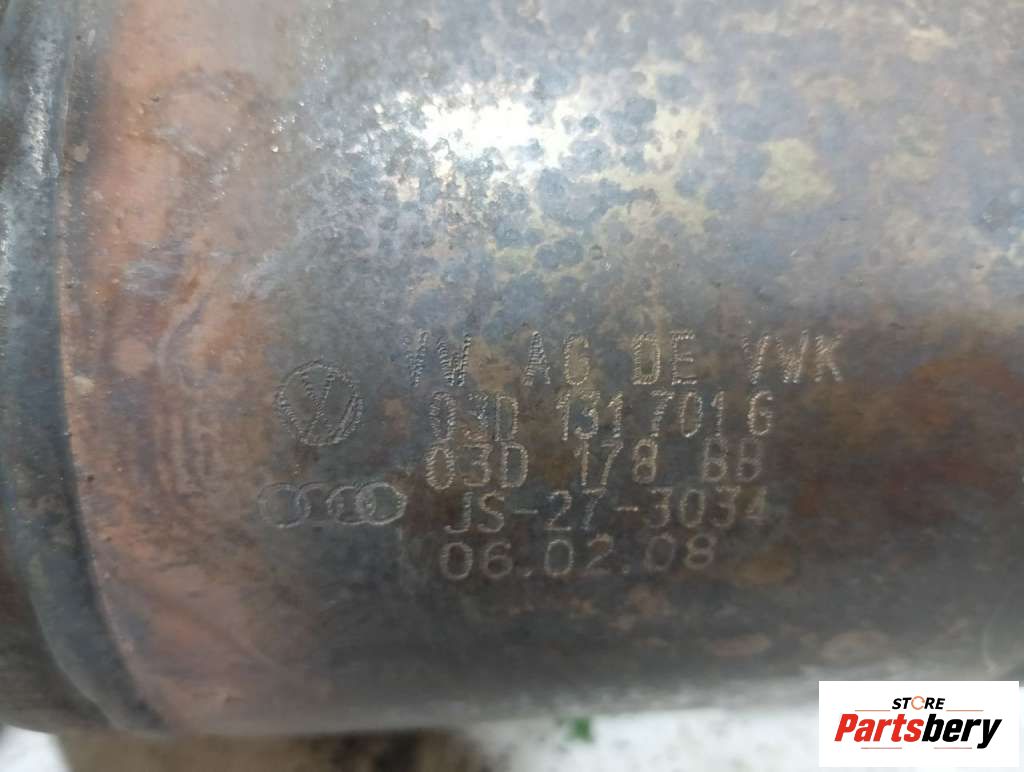 VW AG DE VWK
03D 131 701 G
03D 178 BB
JS-27-3034
06.02.08
STORE
Partsbery